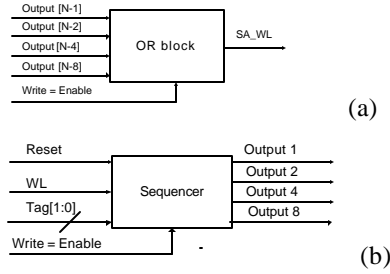 Output [N-1]
Output [N-2]
Output [N-4]
Output [N-8]
Write = Enable
OR block
SA_WL
(a)
Reset
WL
Tag[1:0]
Write = Enable
Sequencer
Output 1
Output 2
Output 4
Output 8
-
(b)